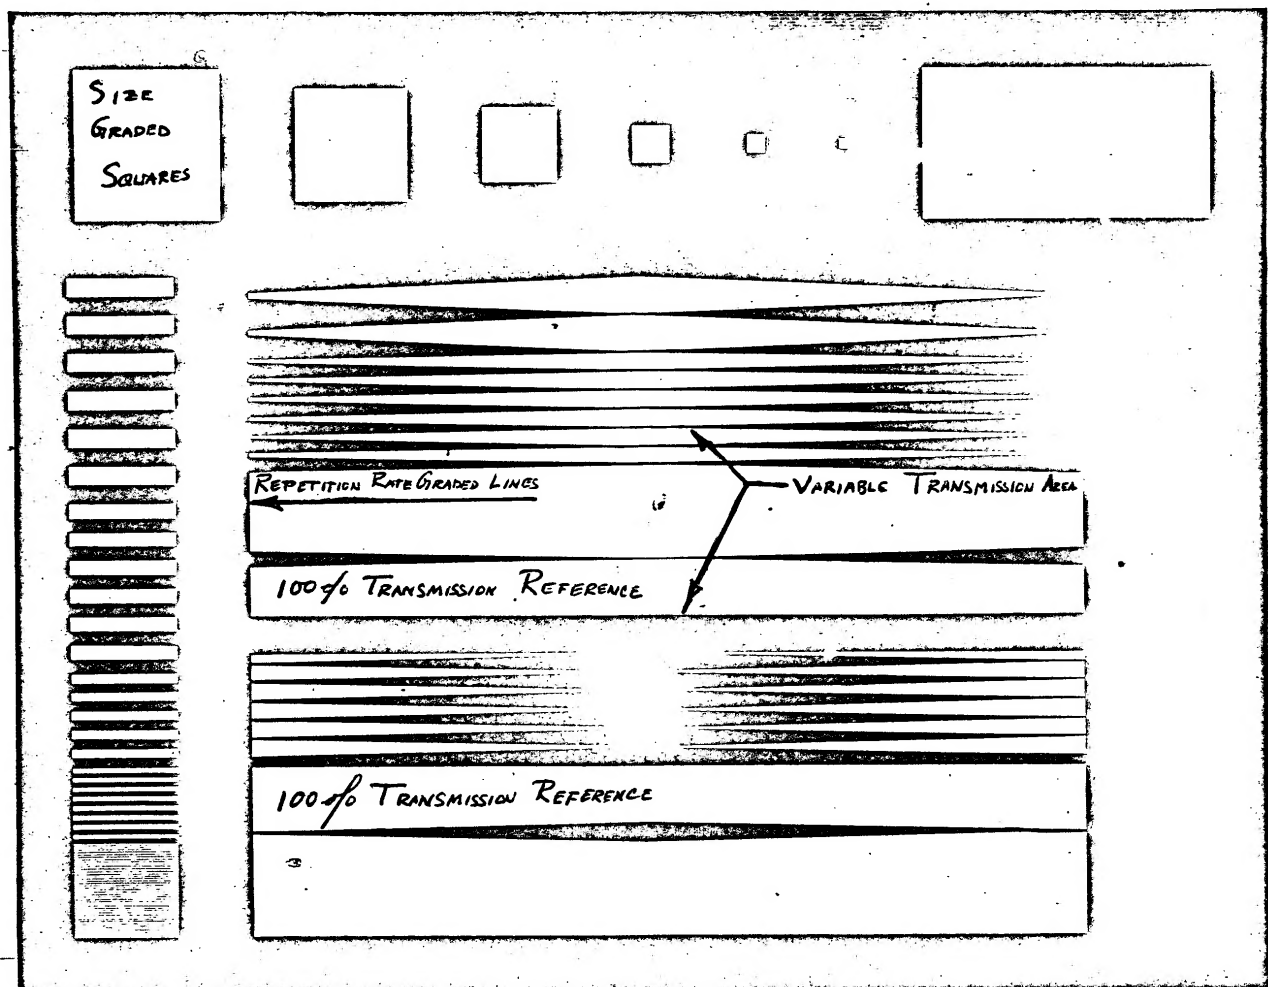 SIZE
GRADED
SQUARES
REPETITION RATE GRADED LINES
VARIABLE TRANSMISSION AREA
100% TRANSMISSION REFERENCE
100% TRANSMISSION REFERENCE